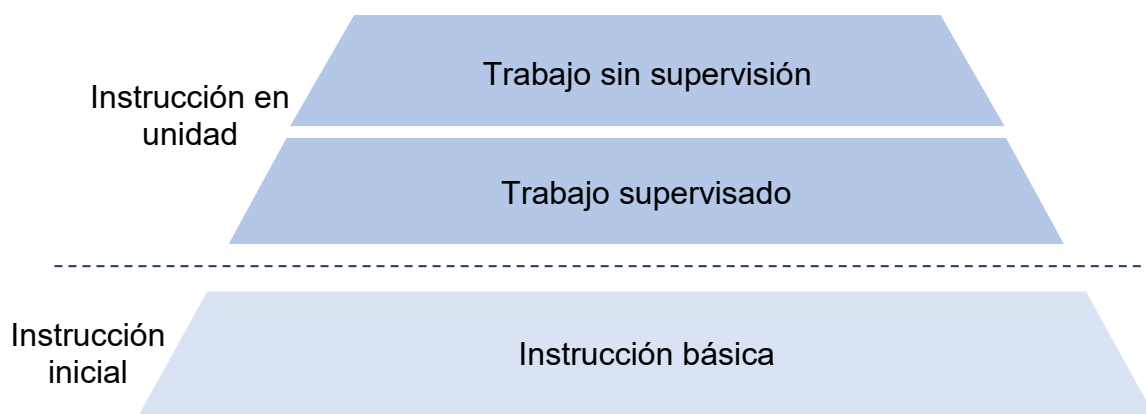 Trabajo sin supervisión
Instrucción en
unidad
Trabajo supervisado
Instrucción
inicial
Instrucción básica